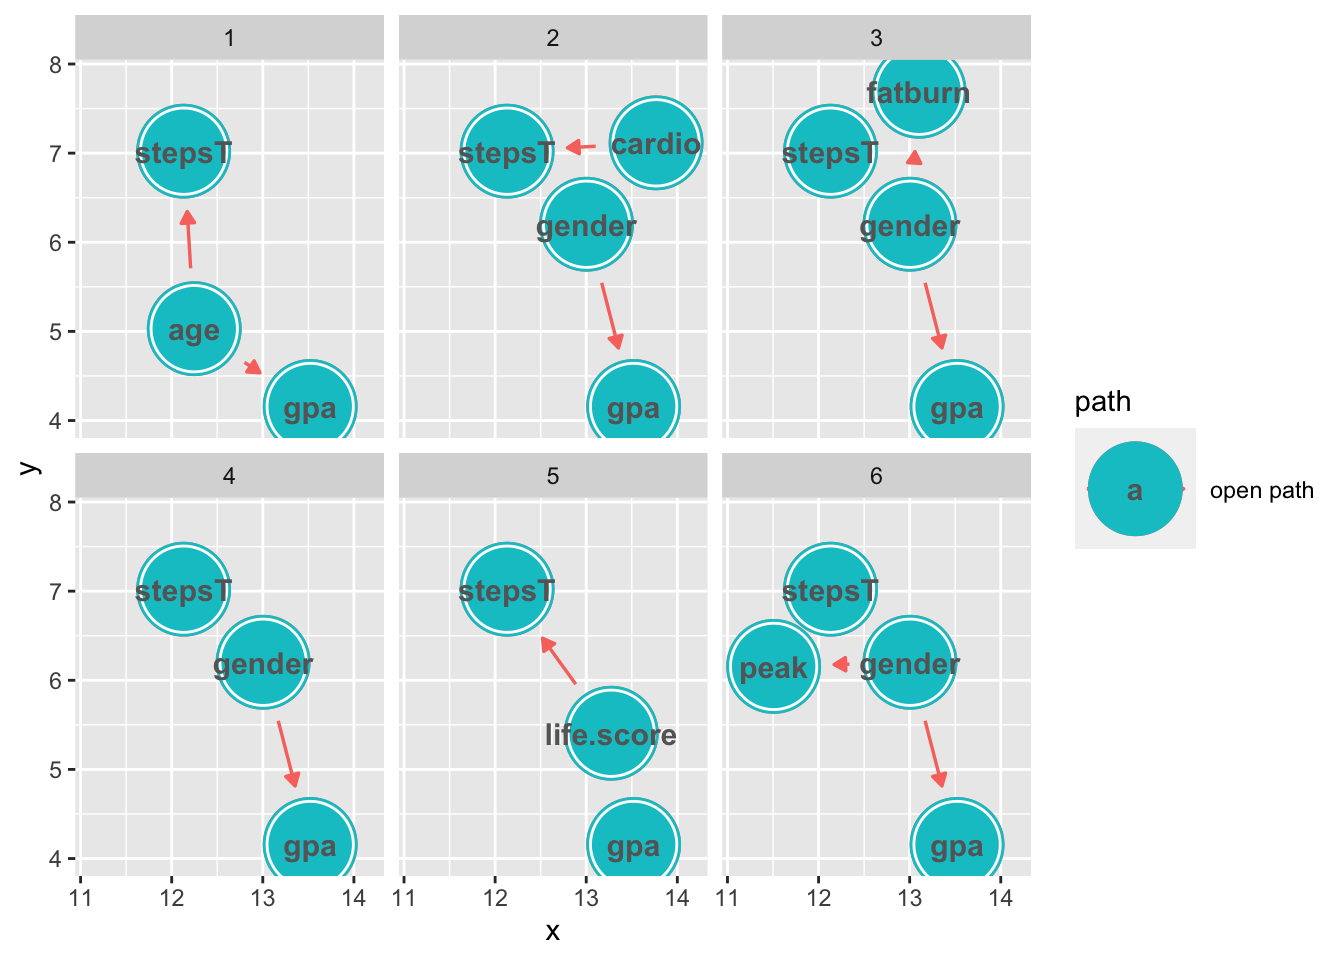 1
2
3
8
7
6
5
4
stepsT
age
gpa
stepsT
cardio
gender
gpa
fatburn
stepsT
gender
gpa
y
4
5
6
8
7
6
5
4
stepsT
gender
gpa
stepsT
life.score
gpa
stepsT
peak
gender
gpa
11 12 13 14
11 12 13 14
11 12 13 14
x
path
a
open path